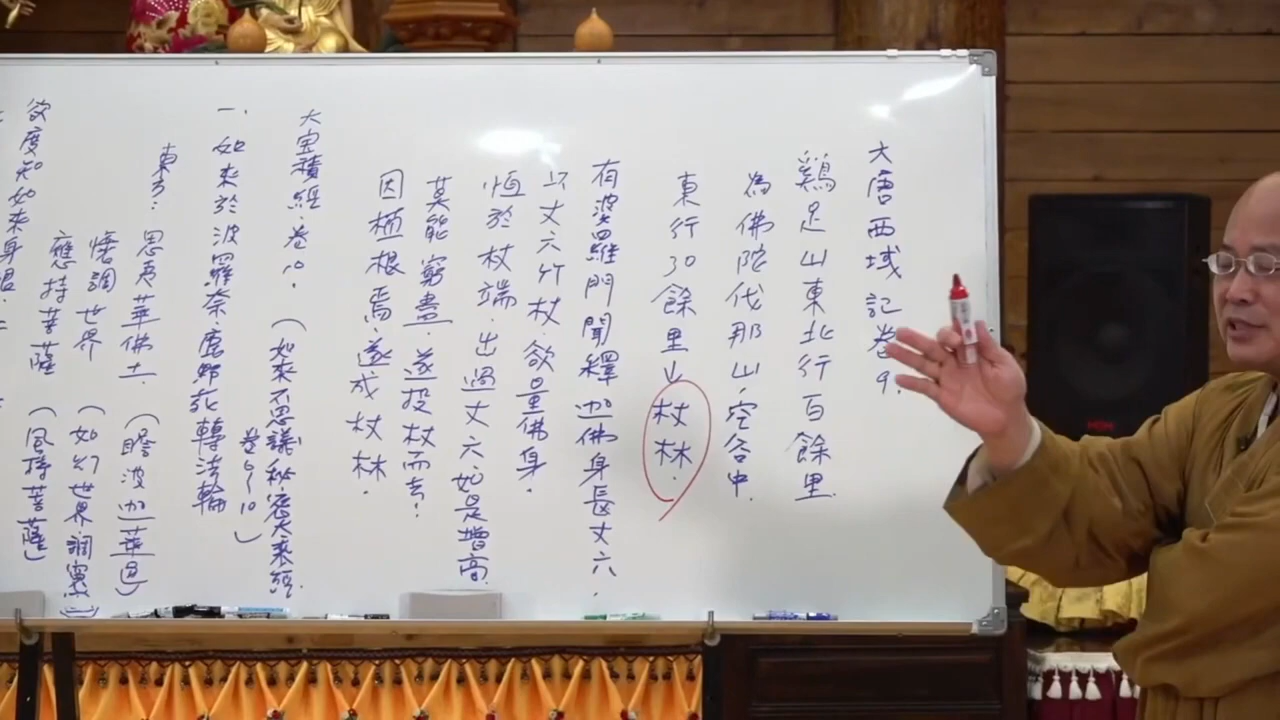 大唐西域記卷9.
鷄足山東北行百餘里
為佛陀伐那山.空谷中.
東行30餘里→杖林.
有婆羅門聞釋迦佛身長丈六,
以丈六竹杖.欲量佛身.
恆於杖端.出過丈六.如是增高
莫能窮盡.遂投杖而去.
因植根焉.遂成杖林.
大宝積經.卷10.(如來不思議秘密大乘經
卷6~10)
一.如來於波羅奈.鹿野苑轉法輪
東方:思夷華佛土.(瞻波迦華国)
懷調世界(如幻世界.調寞)
應持菩薩(風持菩薩)
欲度知如來身